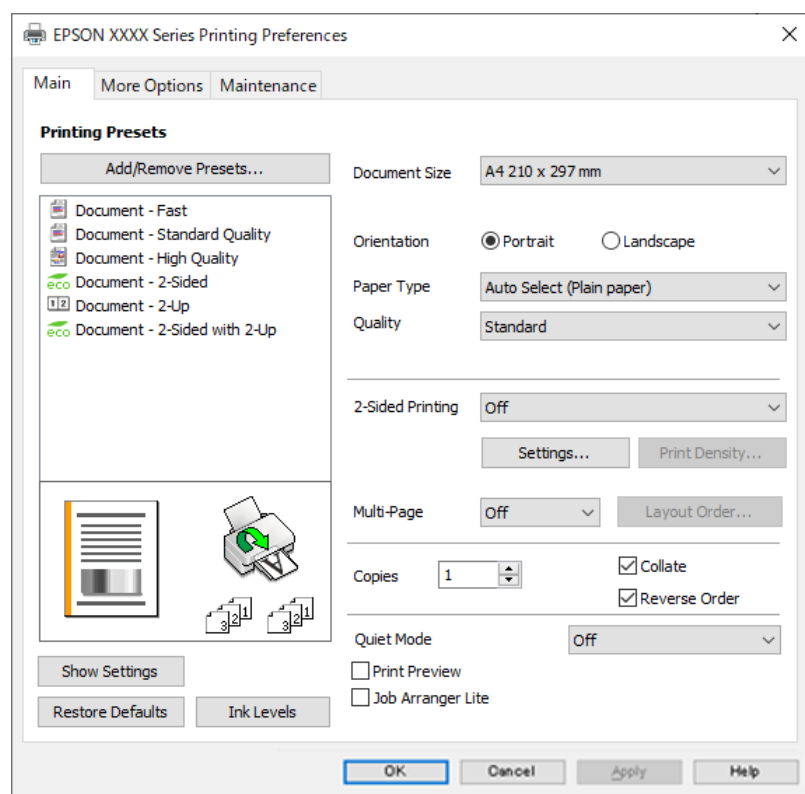 EPSON XXXX Series Printing Preferences
Main
More Options
Maintenance
Printing Presets
Add/Remove Presets...
Document - Fast
Document - Standard Quality
Document - High Quality
eco Document - 2-Sided
1 2 Document - 2-Up
eco Document - 2-Sided with 2-Up
3 2 1
3 2 1
Show Settings
Restore Defaults
Ink Levels
Document Size
A4 210 x 297 mm
Orientation
Portrait
Landscape
Paper Type
Auto Select (Plain paper)
Quality
Standard
2-Sided Printing
Off
Settings...
Print Density...
Multi-Page
Off
Layout Order...
Copies
1
Collate
Reverse Order
Quiet Mode
Off
Print Preview
Job Arranger Lite
OK
Cancel
Apply
Help